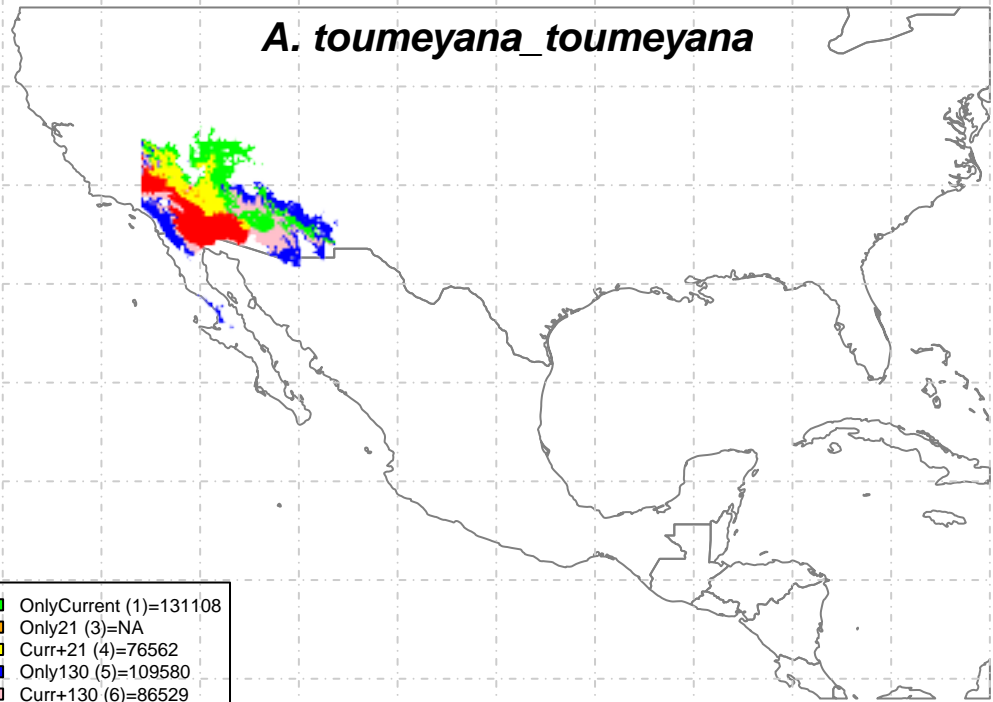 A. toumeyana_toumeyana
OnlyCurrent (1)=131108
Only21 (3)=NA
Curr+21 (4)=76562
Only130 (5)=109580
Curr+130 (6)=86529